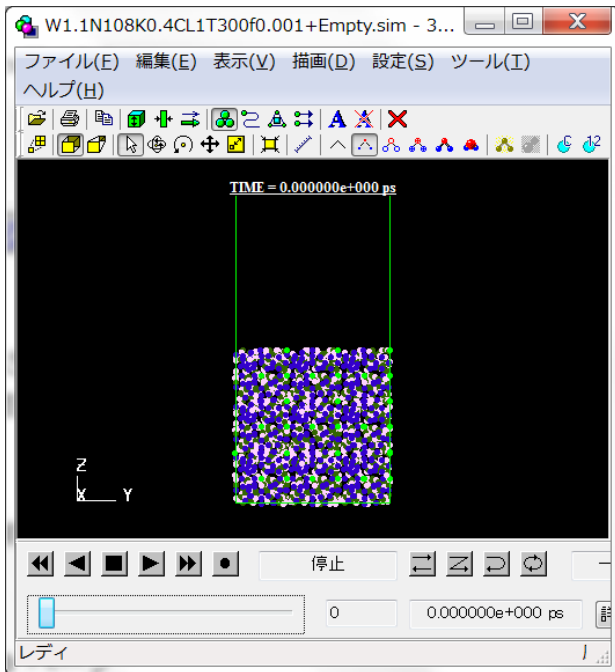 W1.1N108K0.4CL1T300f0.001+Empty.sim - 3...
ファイル(F) 編集(E) 表示(V) 描画(D) 設定(S) ツール(T)
ヘルプ(H)
A
C 12
TIME = 0.000000e+000 ps
Z
X Y
停止
0 0.000000e+000 ps
レディ